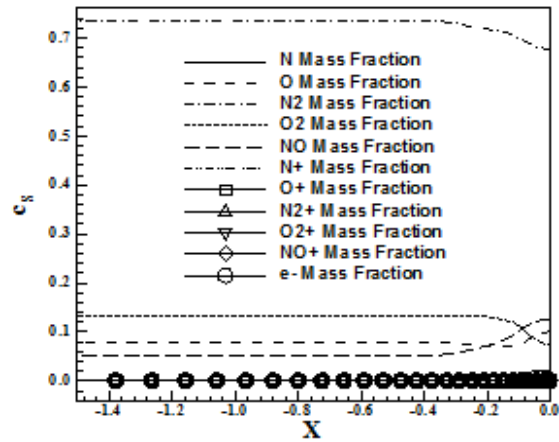 0.7
0.6
0.5
0.4
0.3
0.2
0.1
0.0
c_s
N Mass Fraction
O Mass Fraction
N2 Mass Fraction
O2 Mass Fraction
NO Mass Fraction
N+ Mass Fraction
O+ Mass Fraction
N2+ Mass Fraction
O2+ Mass Fraction
NO+ Mass Fraction
e- Mass Fraction
-1.4 -1.2 -1.0 -0.8 -0.6 -0.4 -0.2 0.0
X